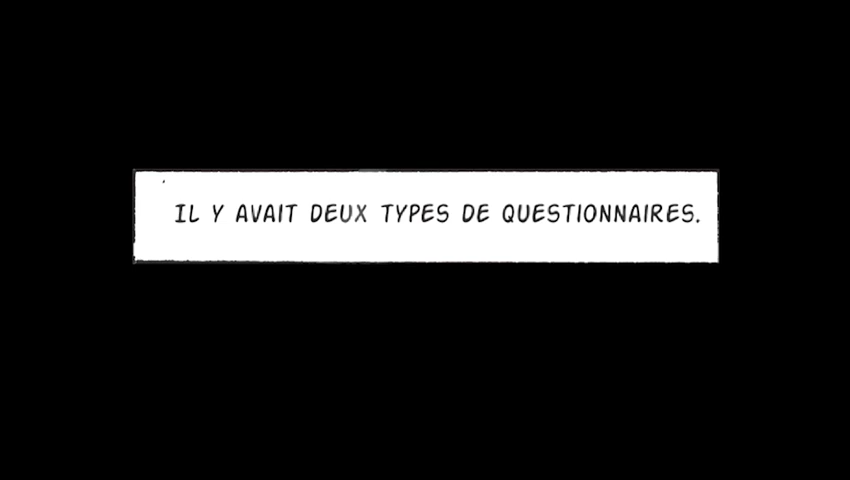 IL Y AVAIT DEUX TYPES DE QUESTIONNAIRES.